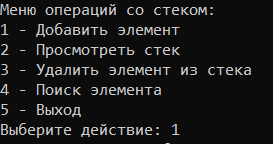 Меню операций со стеком:
1 - Добавить элемент
2 - Просмотреть стек
3 - Удалить элемент из стека
4 - Поиск элемента
5 - Выход
Выберите действие: 1